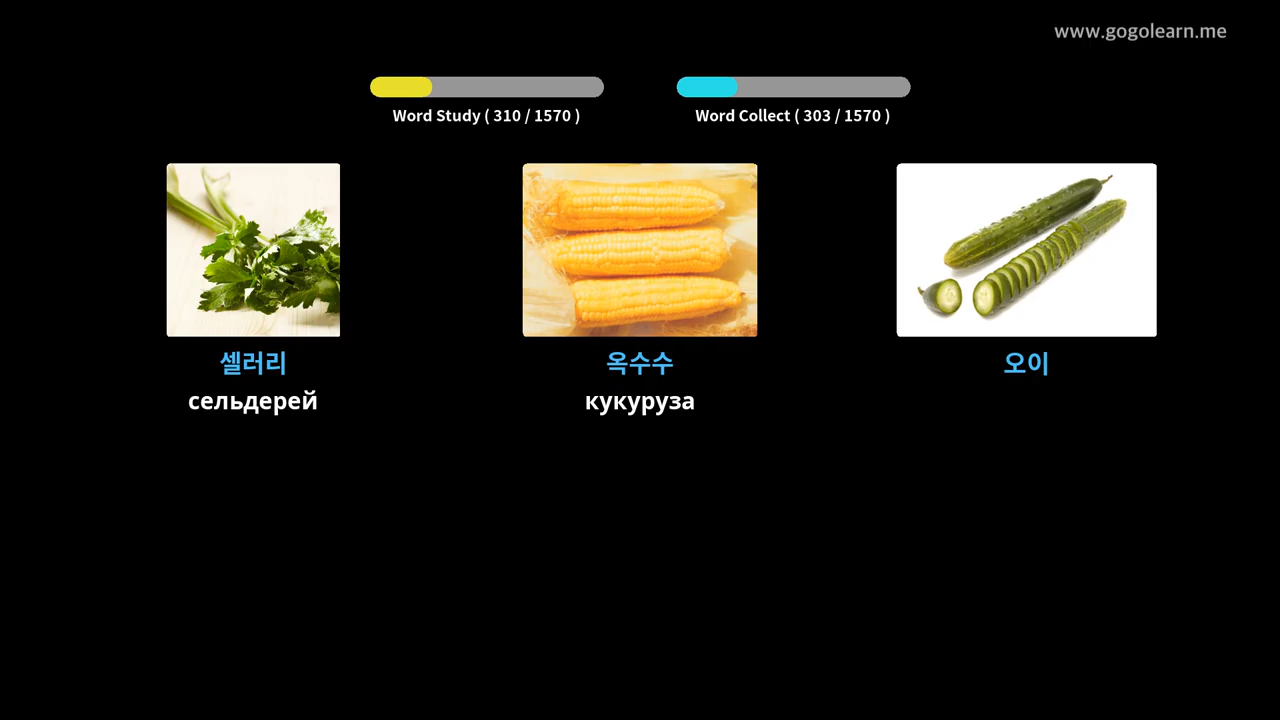 www.gogolearn.me
Word Study ( 310 / 1570 )
Word Collect ( 303 / 1570 )
셀러리
옥수수
오이
сельдерей
кукуруза